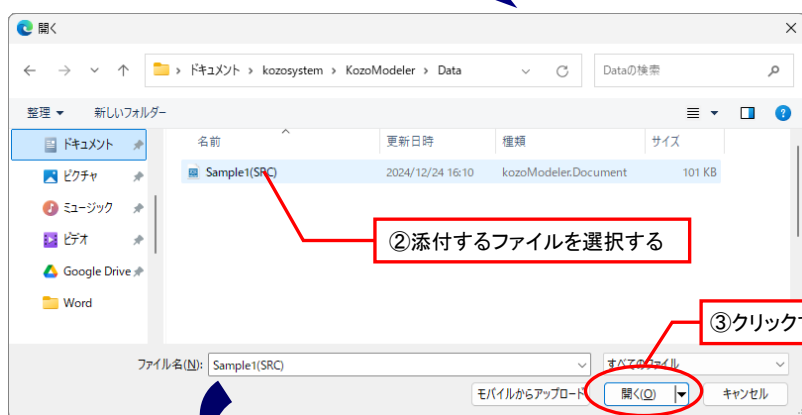 開く
ドキュメント > kozosystem > KozoModeler > Data
Dataの検索
整理 新しいフォルダー
ドキュメント
ピクチャ
ミュージック
ビデオ
Google Drive
Word
名前 更新日時 種類 サイズ
Sample1(SRC) 2024/12/24 16:10 kozoModeler.Document 101 KB
②添付するファイルを選択する
③クリック
ファイル名(N): Sample1(SRC) すべてのファイル
モバイルからアップロード 開く(O) キャンセル